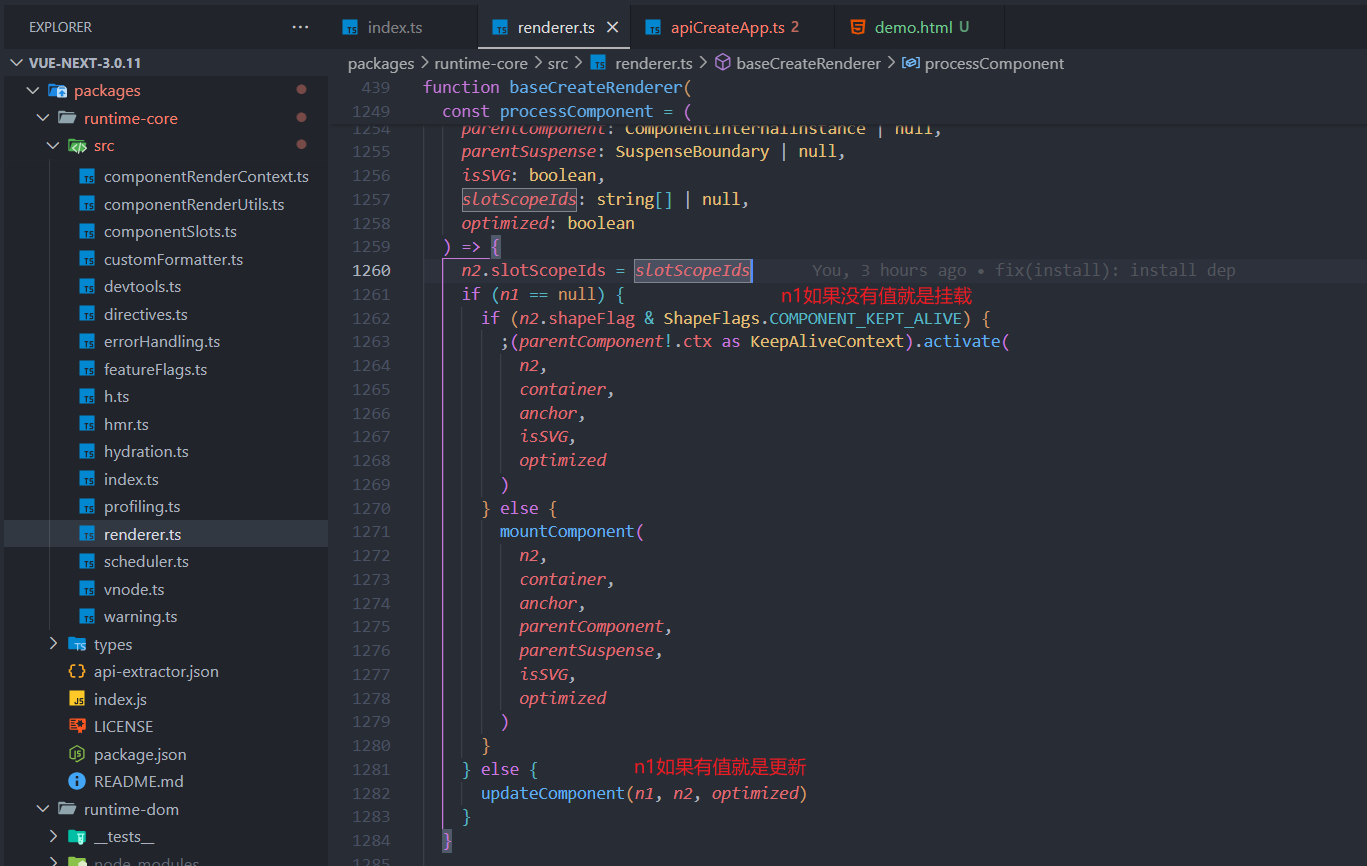 EXPLORER
index.ts
renderer.ts
apiCreateApp.ts 2
demo.html U
VUE-NEXT-3.0.11
packages
runtime-core
src
componentRenderContext.ts
componentRenderUtils.ts
componentSlots.ts
customFormatter.ts
devtools.ts
directives.ts
errorHandling.ts
featureFlags.ts
h.ts
hmr.ts
hydration.ts
index.ts
profiling.ts
renderer.ts
scheduler.ts
vnode.ts
warning.ts
types
api-extractor.json
index.js
LICENSE
package.json
README.md
runtime-dom
__tests__
node_modules
packages > runtime-core > src > renderer.ts > baseCreateRenderer > processComponent
439 function baseCreateRenderer(
1249 const processComponent = (
1254 parentComponent: ComponentInternalInstance | null,
1255 parentSuspense: SuspenseBoundary | null,
1256 isSVG: boolean,
1257 slotScopeIds: string[] | null,
1258 optimized: boolean
1259 ) => {
1260 n2.slotScopeIds = slotScopeIds You, 3 hours ago • fix(install): install dep
1261 if (n1 == null) { n1如果没有值就是挂载
1262 if (n2.shapeFlag & ShapeFlags.COMPONENT_KEPT_ALIVE) {
1263 ;(parentComponent!.ctx as KeepAliveContext).activate(
1264 n2,
1265 container,
1266 anchor,
1267 isSVG,
1268 optimized
1269 )
1270 } else {
1271 mountComponent(
1272 n2,
1273 container,
1274 anchor,
1275 parentComponent,
1276 parentSuspense,
1277 isSVG,
1278 optimized
1279 )
1280 }
1281 } else { n1如果有值就是更新
1282 updateComponent(n1, n2, optimized)
1283 }
1284 }
1285